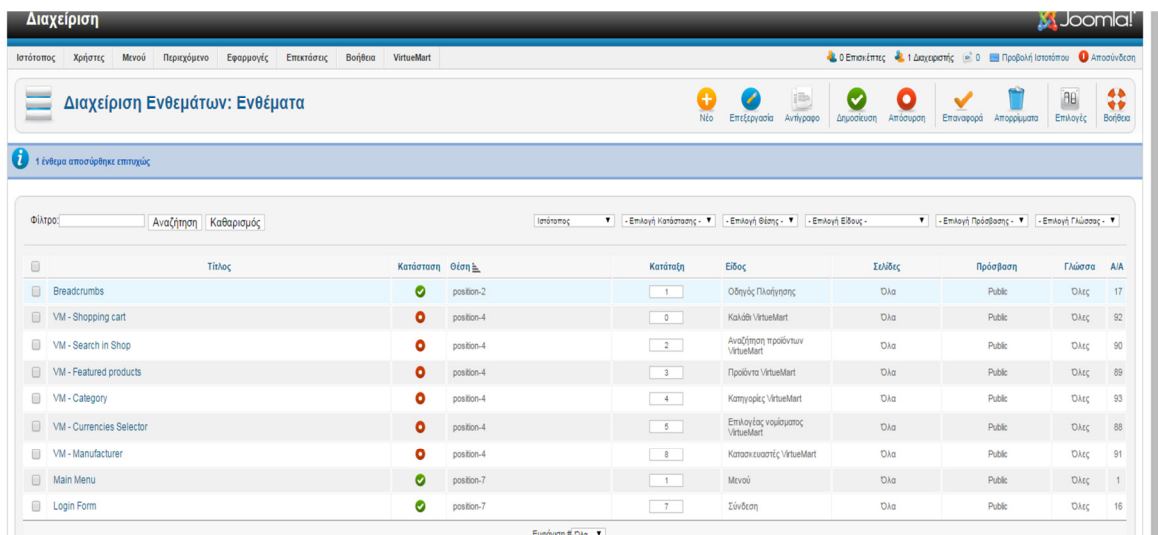 Διαχείριση Joomla!
Ιστότοπος Χρήστες Μενού Περιεχόμενο Εφαρμογές Επεκτάσεις Βοήθεια VirtueMart 0 Επισκέπτες 1 Διαχειριστής 0 Προβολή Ιστοτόπου Αποσύνδεση
Διαχείριση Ενθεμάτων: Ενθέματα
Νέο Επεξεργασία Αντίγραφο Δημοσίευση Απόσυρση Επαναφορά Απορρίμματα Επιλογές Βοήθεια
1 ένθεμα αποσύρθηκε επιτυχώς
Φίλτρο: Αναζήτηση Καθαρισμός Ιστότοπος - Επιλογή Κατάστασης - - Επιλογή Θέσης - - Επιλογή Είδους - - Επιλογή Πρόσβασης - - Επιλογή Γλώσσας -
Τίτλος Κατάσταση Θέση Κατάταξη Είδος Σελίδες Πρόσβαση Γλώσσα Α/Α
Breadcrumbs position-2 1 Οδηγός Πλοήγησης Όλα Public Όλες 17
VM - Shopping cart position-4 0 Καλάθι VirtueMart Όλα Public Όλες 92
VM - Search in Shop position-4 2 Αναζήτηση προϊόντων VirtueMart Όλα Public Όλες 90
VM - Featured products position-4 3 Προϊόντα VirtueMart Όλα Public Όλες 89
VM - Category position-4 4 Κατηγορίες VirtueMart Όλα Public Όλες 93
VM - Currencies Selector position-4 5 Επιλογέας νομίσματος VirtueMart Όλα Public Όλες 88
VM - Manufacturer position-4 8 Κατασκευαστές VirtueMart Όλα Public Όλες 91
Main Menu position-7 1 Μενού Όλα Public Όλες 1
Login Form position-7 7 Σύνδεση Όλα Public Όλες 16
Εμφάνιση # Όλα